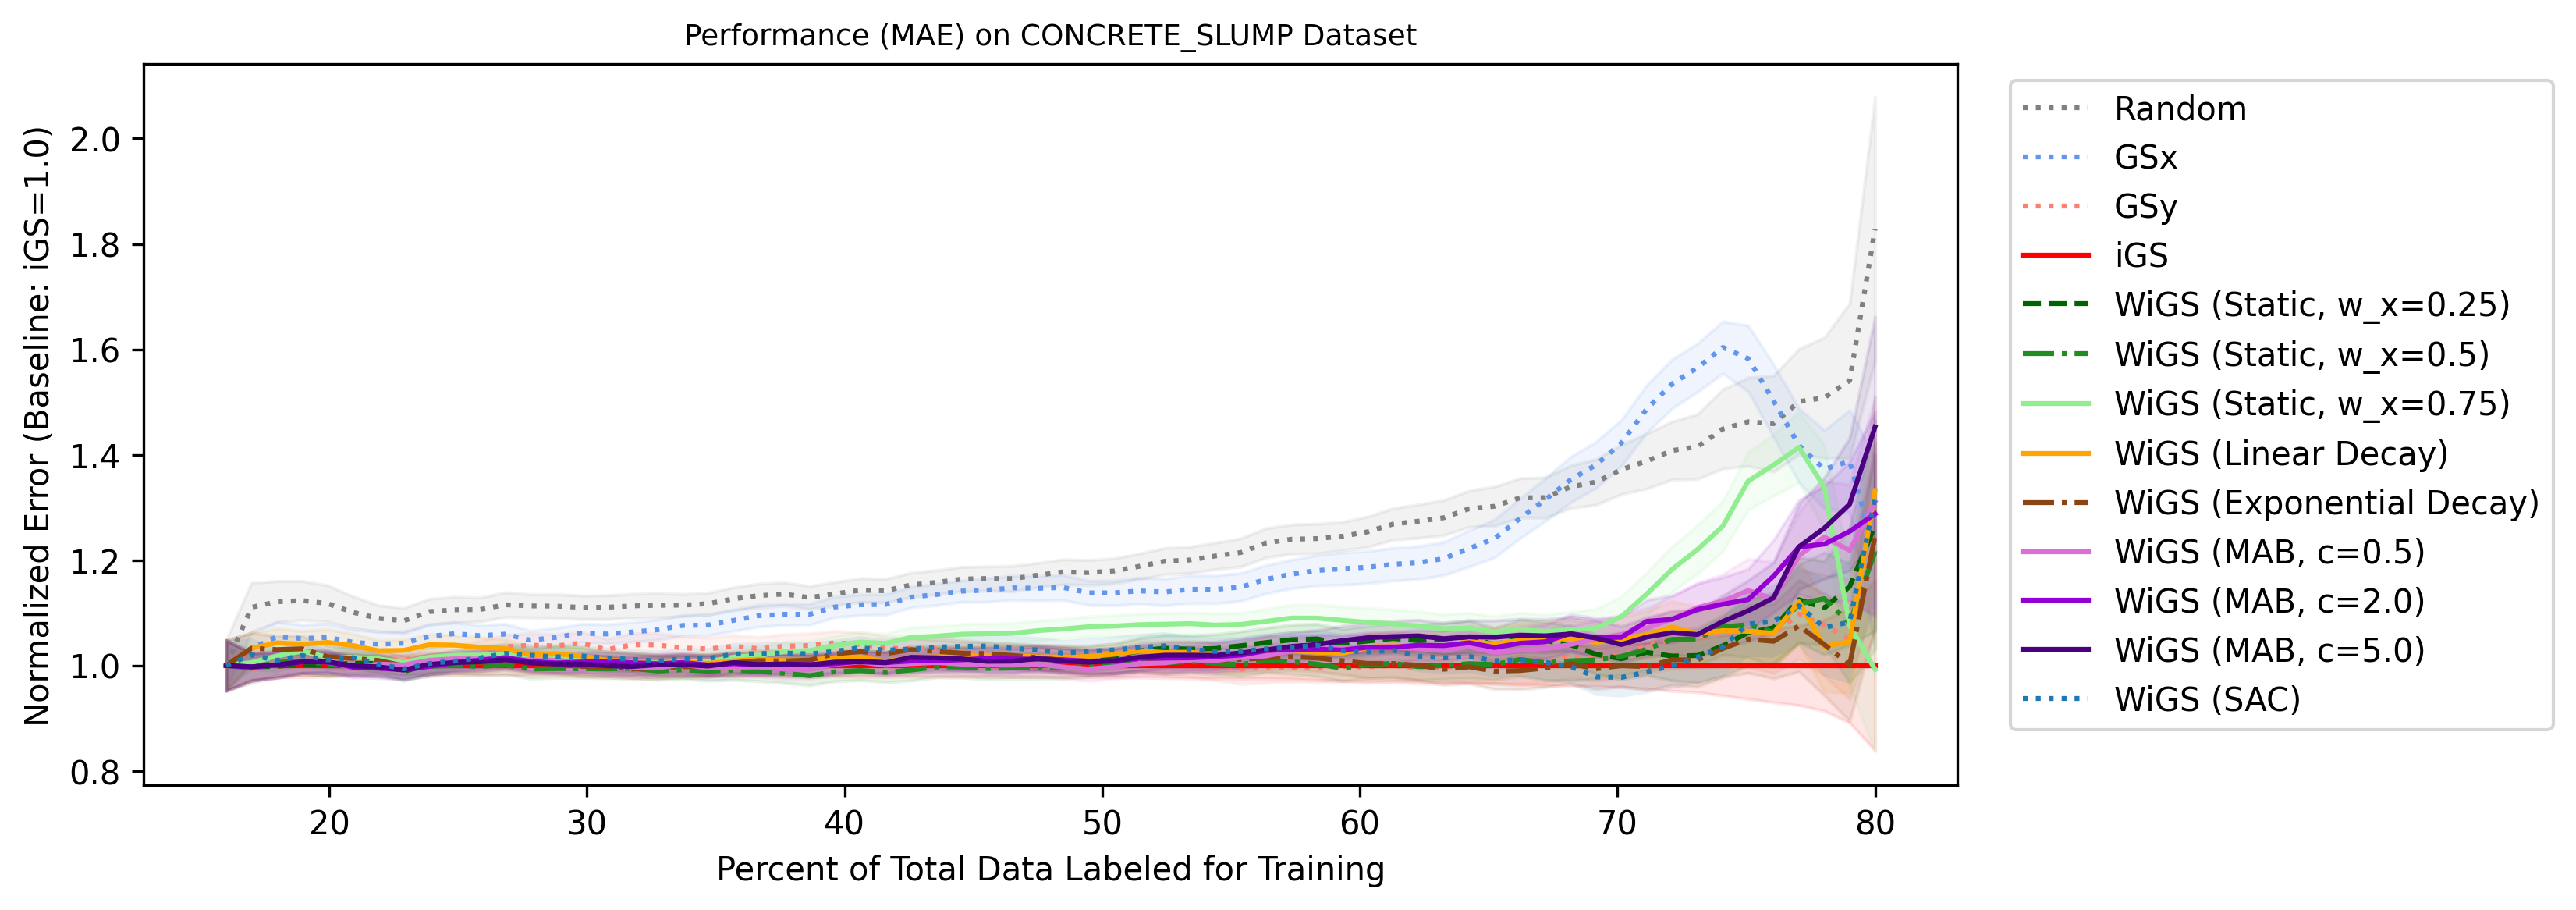 Performance (MAE) on CONCRETE_SLUMP Dataset
Normalized Error (Baseline: iGS=1.0)
2.0
1.8
1.6
1.4
1.2
1.0
0.8
20 30 40 50 60 70 80
Percent of Total Data Labeled for Training
Random
GSx
GSy
iGS
WiGS (Static, w_x=0.25)
WiGS (Static, w_x=0.5)
WiGS (Static, w_x=0.75)
WiGS (Linear Decay)
WiGS (Exponential Decay)
WiGS (MAB, c=0.5)
WiGS (MAB, c=2.0)
WiGS (MAB, c=5.0)
WiGS (SAC)